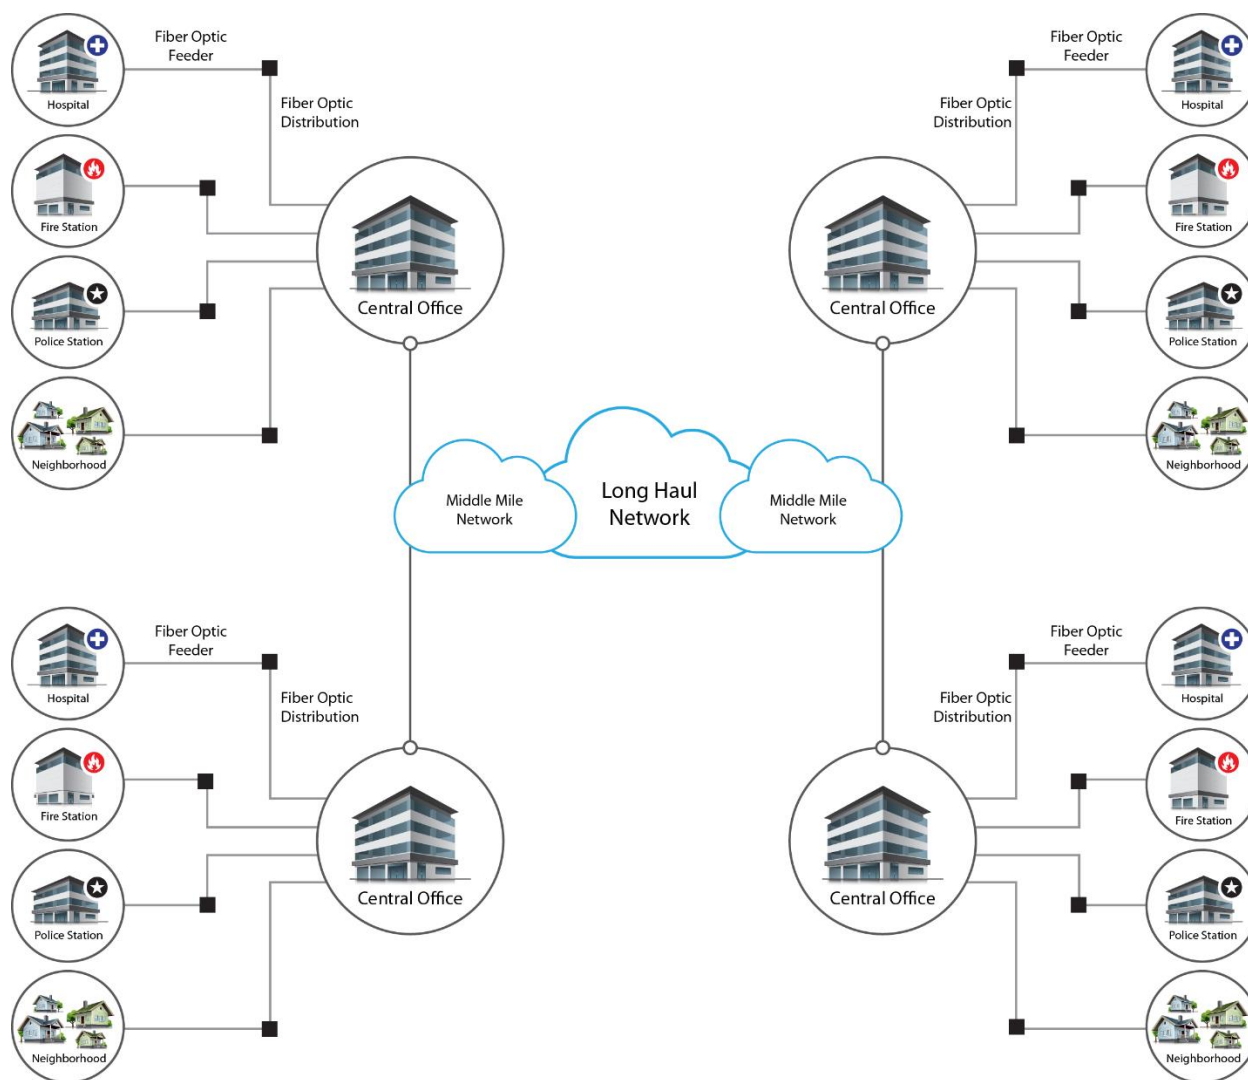 Fiber Optic
Feeder
Hospital
Fiber Optic
Distribution
Fire Station
Police Station
Neighborhood
Central Office
Fiber Optic
Feeder
Hospital
Fiber Optic
Distribution
Fire Station
Police Station
Neighborhood
Central Office
Middle Mile
Network
Long Haul
Network
Middle Mile
Network
Fiber Optic
Feeder
Hospital
Fiber Optic
Distribution
Fire Station
Police Station
Neighborhood
Central Office
Fiber Optic
Feeder
Hospital
Fiber Optic
Distribution
Fire Station
Police Station
Neighborhood
Central Office